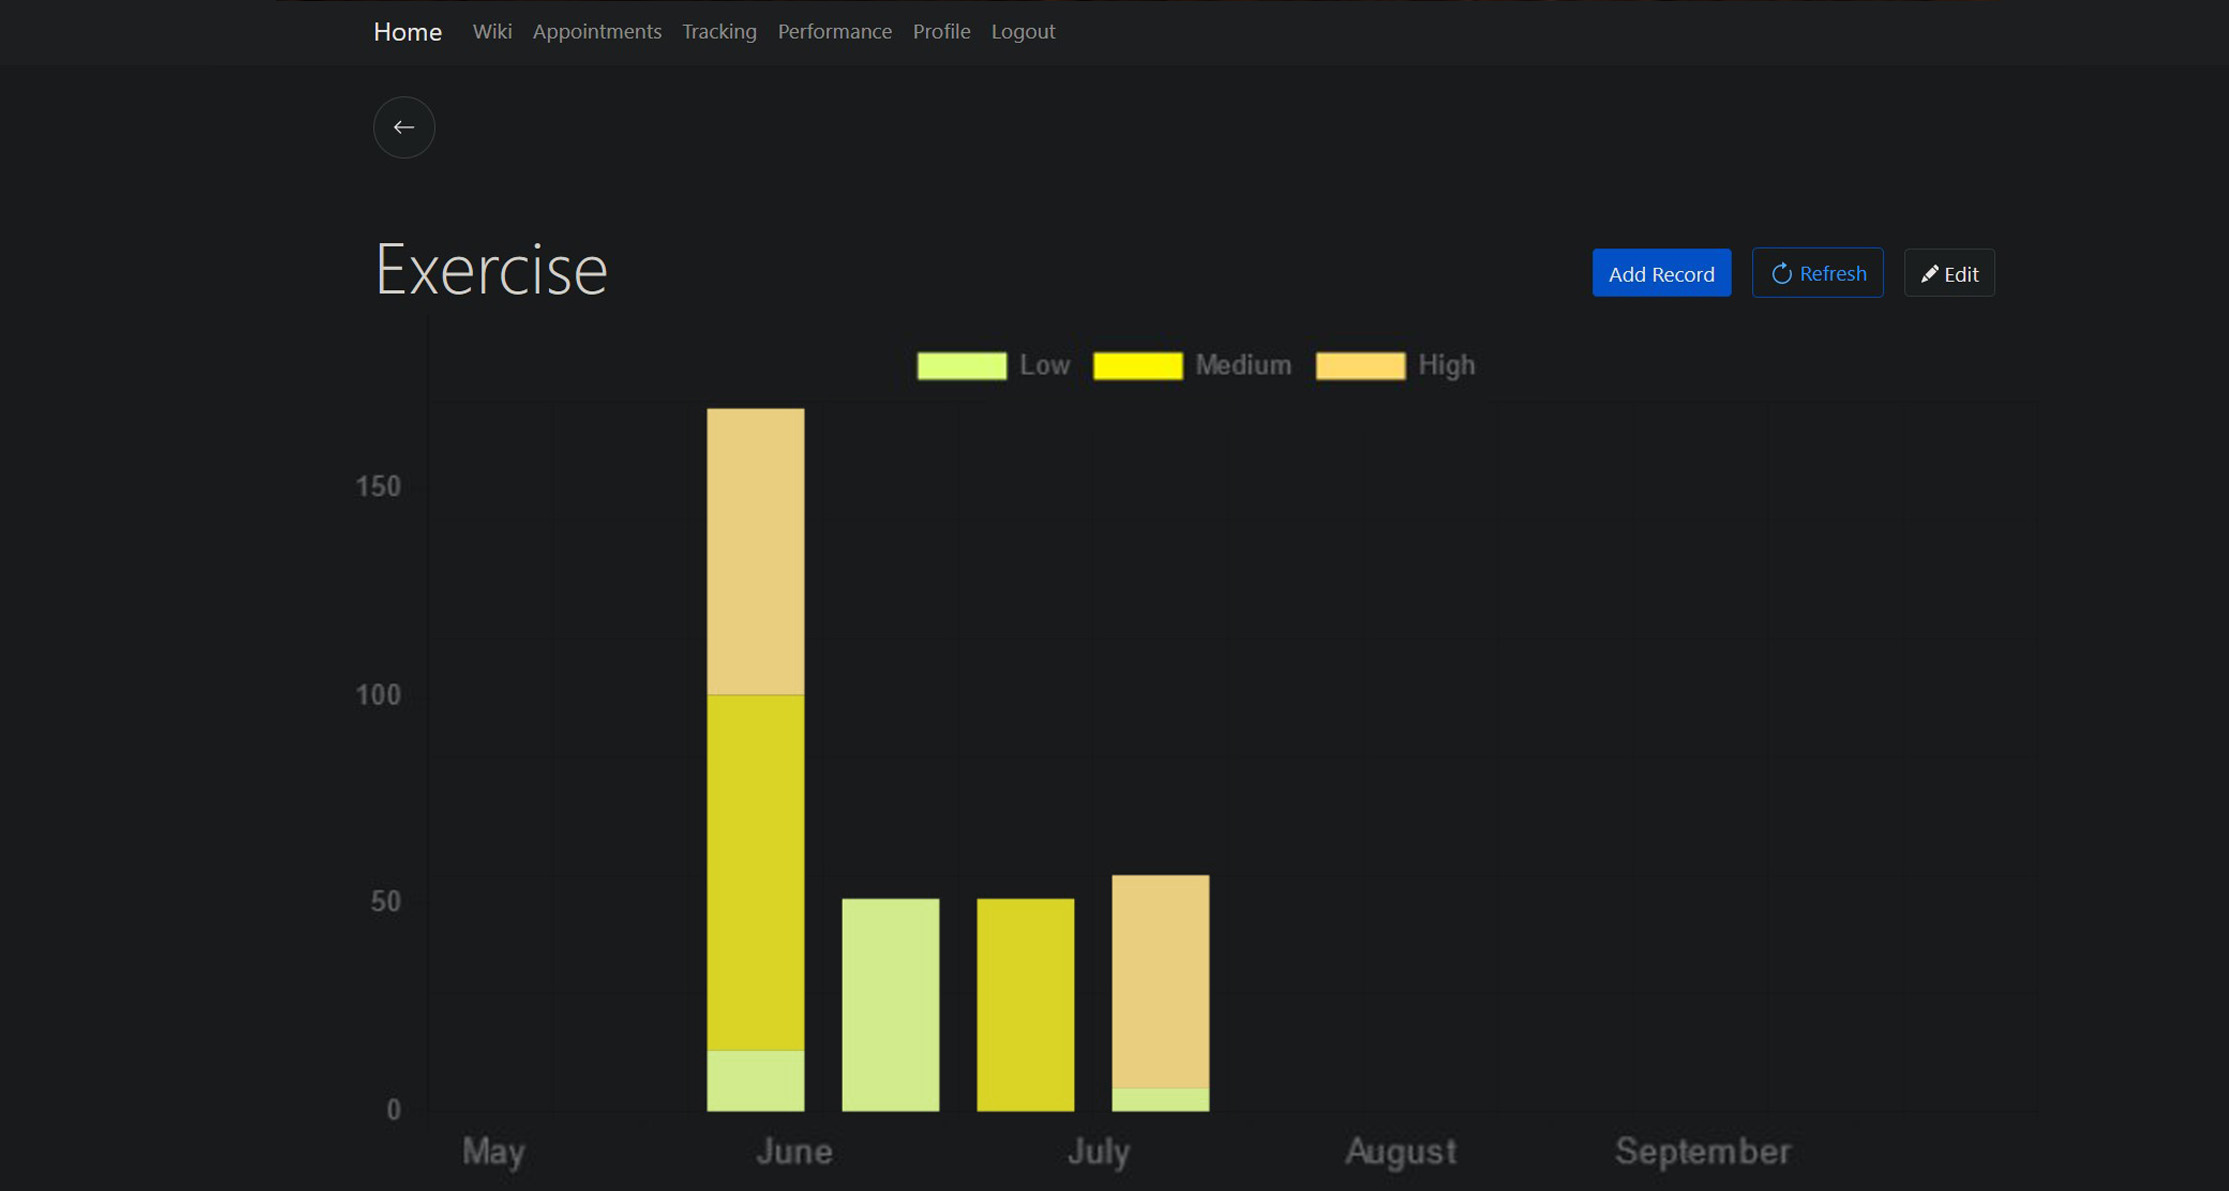 Home Wiki Appointments Tracking Performance Profile Logout
Exercise
Add Record Refresh Edit
Low Medium High
150
100
50
0
May June July August September